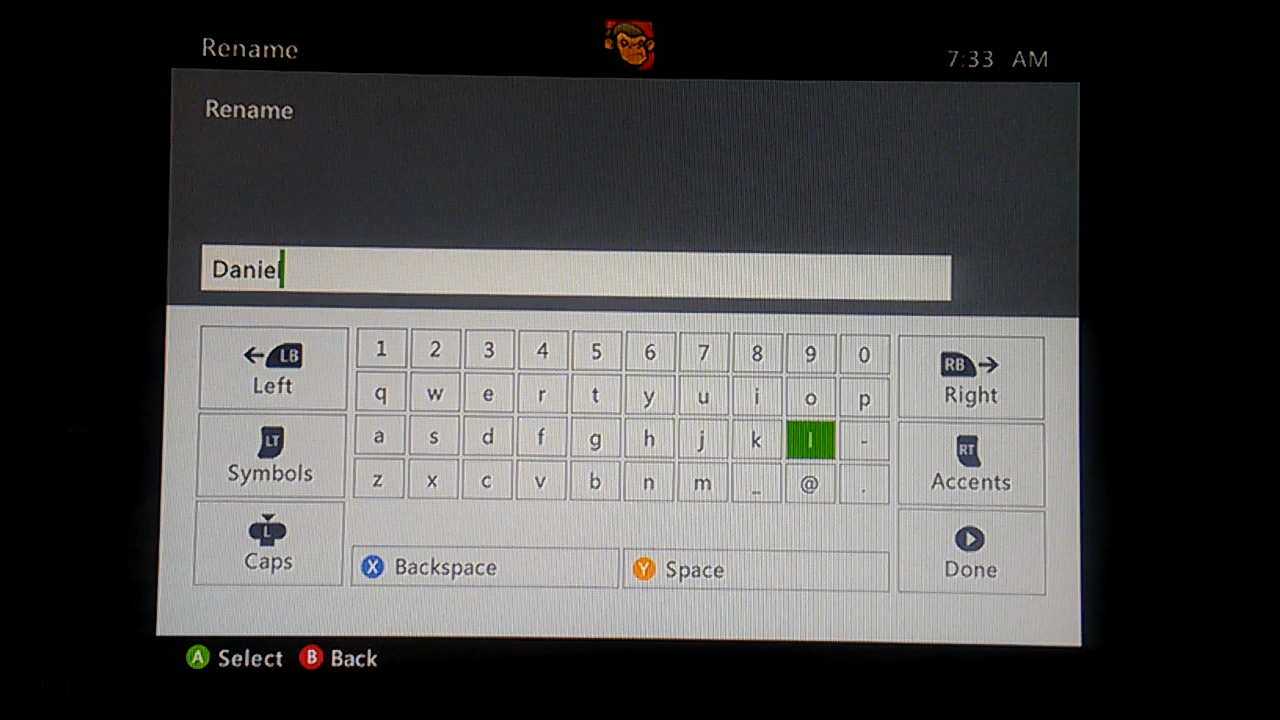 Rename
7:33 AM
Rename
Daniel
LB
Left
1 2 3 4 5 6 7 8 9 0
RB
Right
q w e r t y u i o p
LT
Symbols
a s d f g h j k l -
RT
Accents
z x c v b n m _ @ .
L
Caps
X Backspace
Y Space
Done
A Select B Back